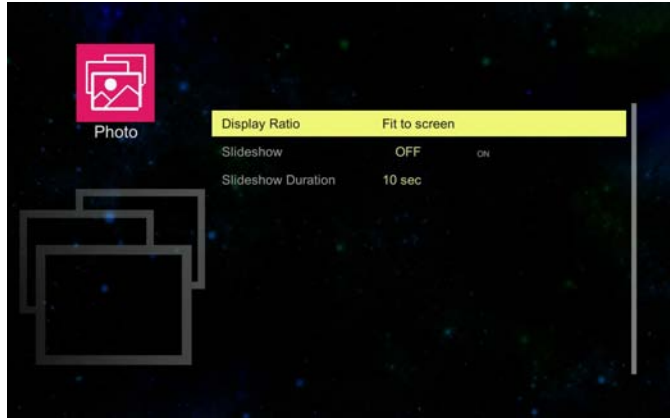 Photo
Display Ratio Fit to screen
Slideshow OFF ON
Slideshow Duration 10 sec